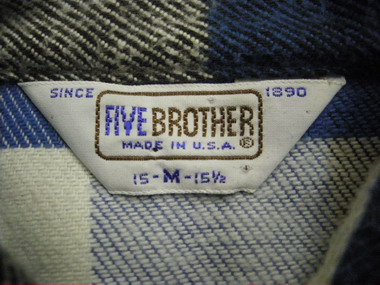 SINCE 1890
FIVE BROTHER
MADE IN U.S.A.®
15-M-15½